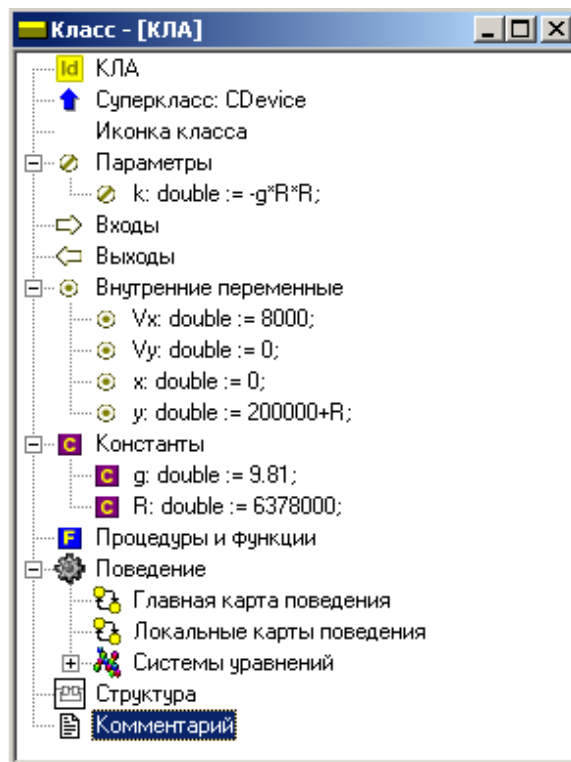 Класс - [КЛА]
Id КЛА
Суперкласс: CDevice
Иконка класса
Параметры
k: double := -g*R*R;
Входы
Выходы
Внутренние переменные
Vx: double := 8000;
Vy: double := 0;
x: double := 0;
y: double := 200000+R;
C Константы
C g: double := 9.81;
C R: double := 6378000;
F Процедуры и функции
Поведение
Главная карта поведения
Локальные карты поведения
Системы уравнений
Структура
Комментарий